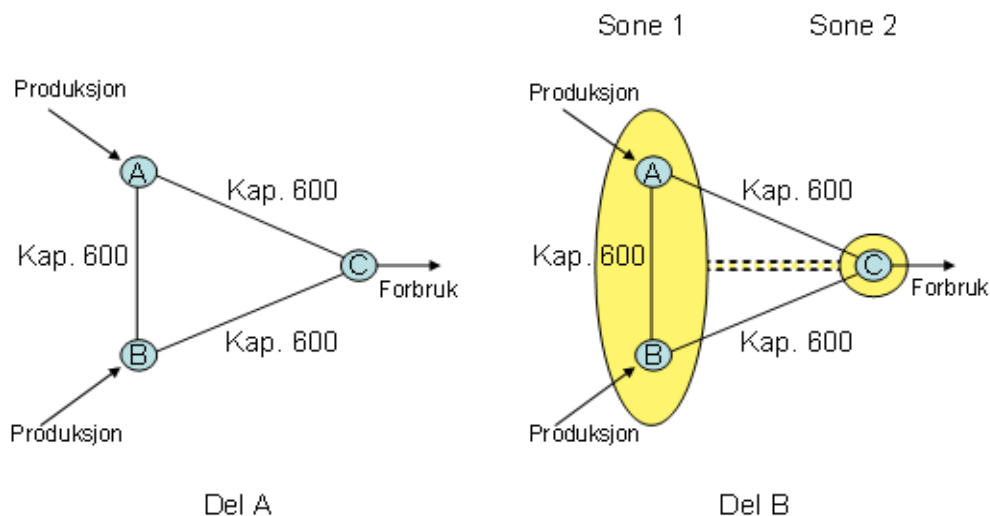 Sone 1
Sone 2
Produksjon
A
Kap. 600
Kap. 600
C
Forbruk
B
Kap. 600
Produksjon
Del A
Produksjon
A
Kap. 600
Kap. 600
C
Forbruk
B
Kap. 600
Produksjon
Del B